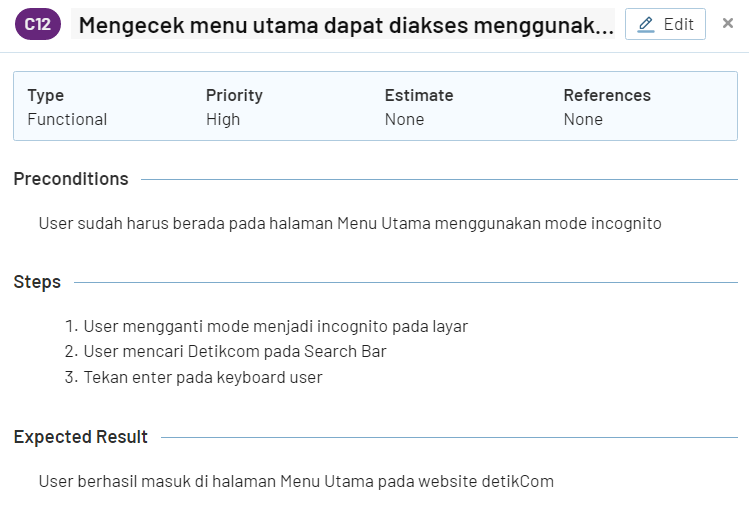 C12 Mengecek menu utama dapat diakses menggunak... Edit ×
Type Priority Estimate References
Functional High None None
Preconditions
User sudah harus berada pada halaman Menu Utama menggunakan mode incognito
Steps
1. User mengganti mode menjadi incognito pada layar
2. User mencari Detikcom pada Search Bar
3. Tekan enter pada keyboard user
Expected Result
User berhasil masuk di halaman Menu Utama pada website detikCom